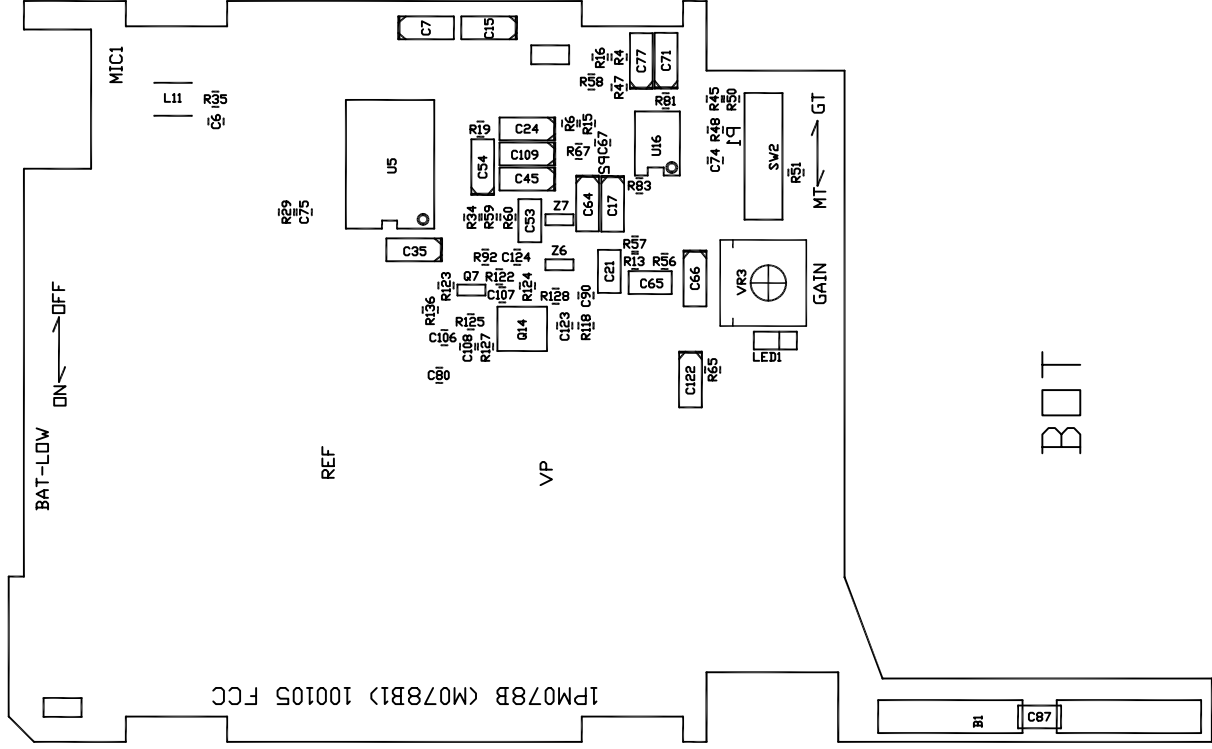 C7
C15
MIC1
R16
R4
C77
C71
R58
R47
L11
R35
C6
R81
R45
R50
GT
R19
C24
R6
R15
R48
P1
C109
R67
C67
P5
U16
C74
SW2
R51
U5
C54
C45
R83
MT
R29
C75
R34
R59
R60
C53
Z7
C64
C17
C35
R92
C124
Z6
R57
R13
R56
C21
C65
C66
VR3
GAIN
R123
Q7
R122
C107
R124
R128
C90
OFF
R136
R125
Q14
C123
R118
C106
C108
R127
LED1
C80
C122
R65
ON
BOT
BAT-LOW
REF
VP
1PM078B (M078B1) 100105 FCC
B1
C87